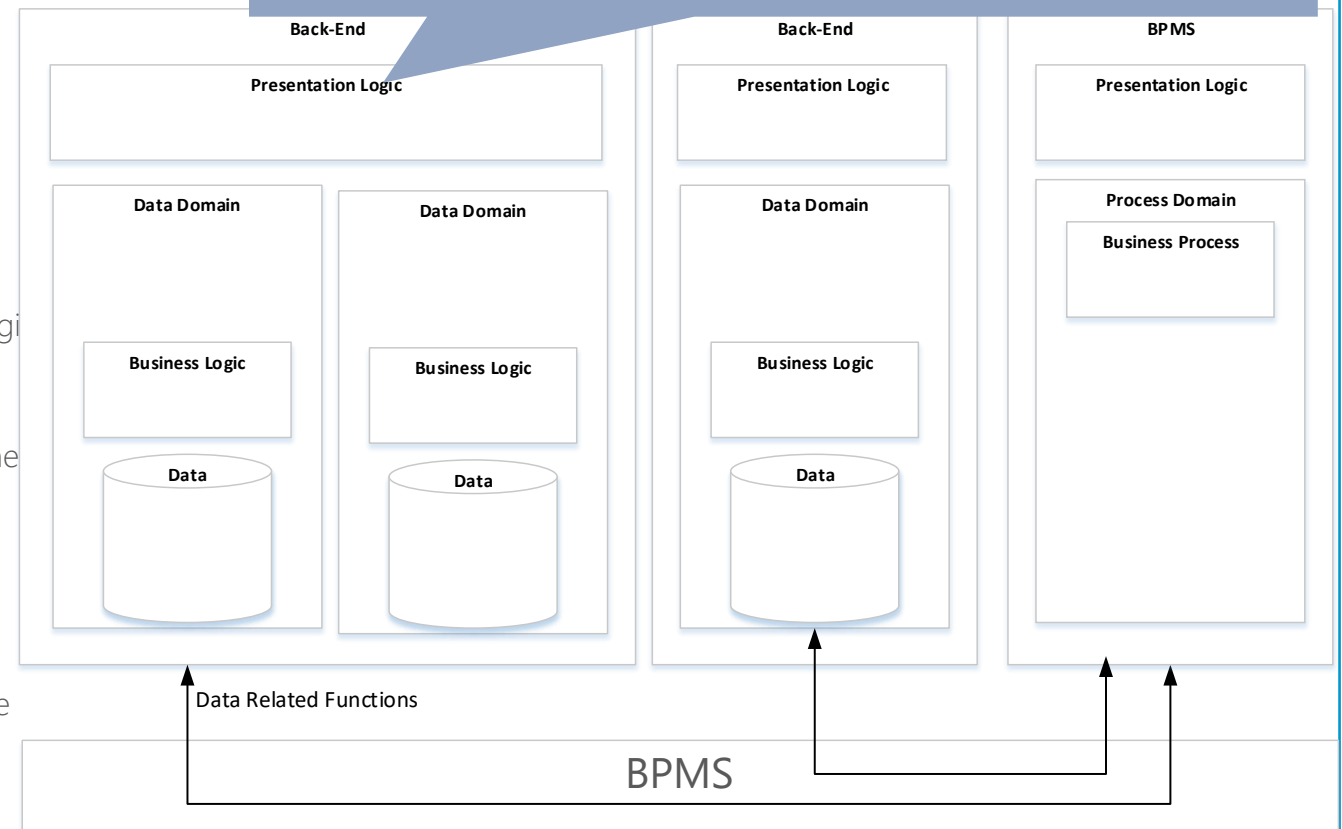 Back-End
Back-End
BPMS
Presentation Logic
Presentation Logic
Presentation Logic
Data Domain
Data Domain
Data Domain
Process Domain
Business Process
Business Logic
Business Logic
Business Logic
Data
Data
Data
Data Related Functions
BPMS